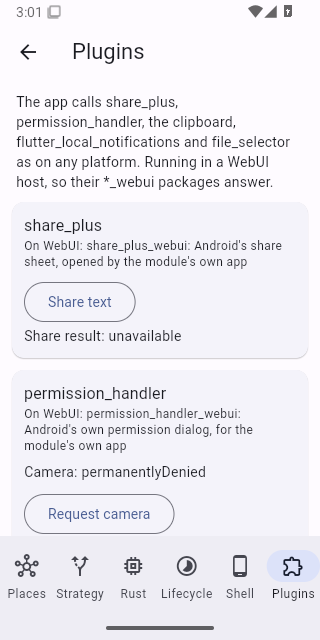 3:01
Plugins
The app calls share_plus,
permission_handler, the clipboard,
flutter_local_notifications and file_selector
as on any platform. Running in a WebUI
host, so their *_webui packages answer.
share_plus
On WebUI: share_plus_webui: Android's share
sheet, opened by the module's own app
Share text
Share result: unavailable
permission_handler
On WebUI: permission_handler_webui:
Android's own permission dialog, for the
module's own app
Camera: permanentlyDenied
Request camera
Places Strategy Rust Lifecycle Shell Plugins